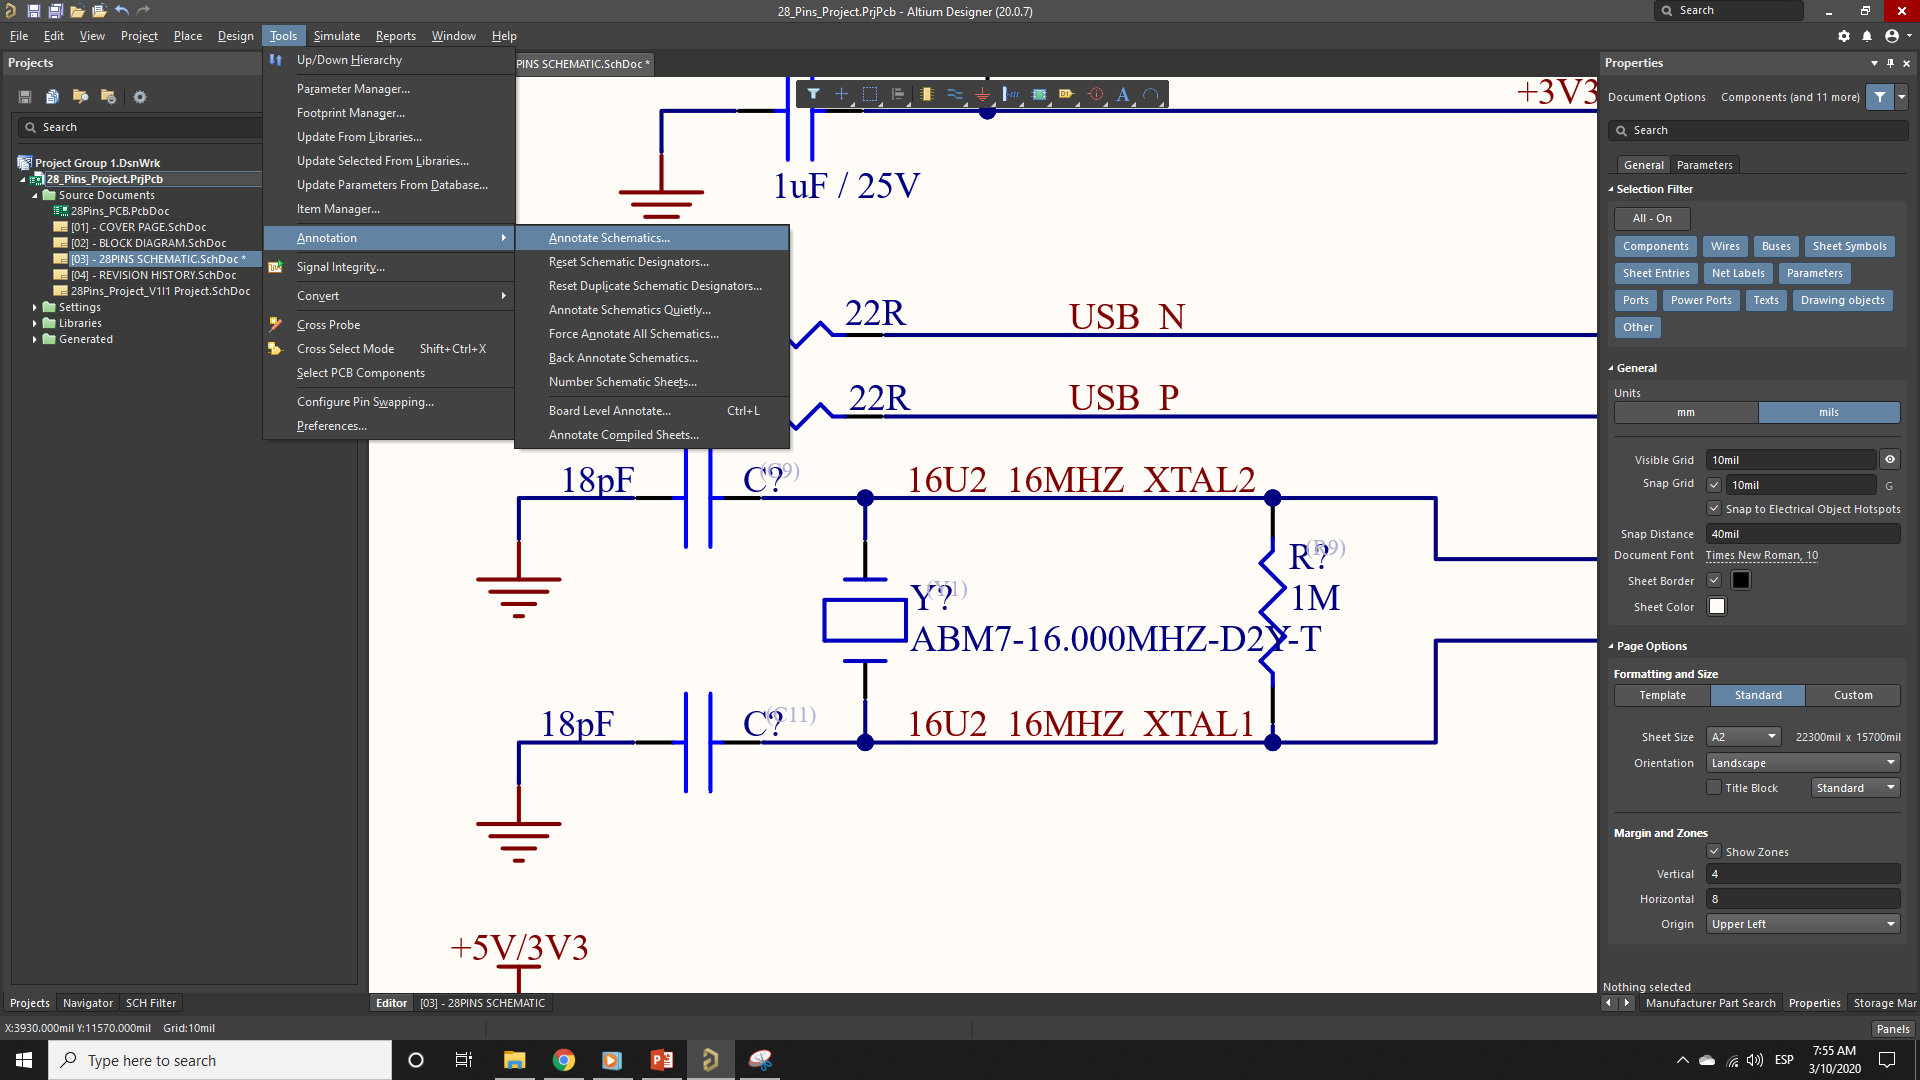 28_Pins_Project.PrjPcb - Altium Designer (20.0.7)
Search
File Edit View Project Place Design Tools Simulate Reports Window Help
Projects
Search
Project Group 1.DsnWrk
28_Pins_Project.PrjPcb
Source Documents
28Pins_PCB.PcbDoc
[01] - COVER PAGE.SchDoc
[02] - BLOCK DIAGRAM.SchDoc
[03] - 28PINS SCHEMATIC.SchDoc *
[04] - REVISION HISTORY.SchDoc
28Pins_Project_V1I1 Project.SchDoc
Settings
Libraries
Generated
Up/Down Hierarchy
Parameter Manager...
Footprint Manager...
Update From Libraries...
Update Selected From Libraries...
Update Parameters From Database...
Item Manager...
Annotation
Signal Integrity...
Convert
Cross Probe
Cross Select Mode Shift+Ctrl+X
Select PCB Components
Configure Pin Swapping...
Preferences...
Annotate Schematics...
Reset Schematic Designators...
Reset Duplicate Schematic Designators...
Annotate Schematics Quietly...
Force Annotate All Schematics...
Back Annotate Schematics...
Number Schematic Sheets...
Board Level Annotate... Ctrl+L
Annotate Compiled Sheets...
PINS SCHEMATIC.SchDoc *
+3V3
1uF / 25V
22R USB_N
22R USB_P
18pF C? (C9) 16U2_16MHZ_XTAL2
R? (R9)
1M
Y? (Y1)
ABM7-16.000MHZ-D2Y-T
18pF C? (C11) 16U2_16MHZ_XTAL1
+5V/3V3
Properties
Document Options Components (and 11 more)
Search
General Parameters
Selection Filter
All - On
Components Wires Buses Sheet Symbols
Sheet Entries Net Labels Parameters
Ports Power Ports Texts Drawing objects
Other
General
Units
mm mils
Visible Grid 10mil
Snap Grid 10mil G
Snap to Electrical Object Hotspots
Snap Distance 40mil
Document Font Times New Roman, 10
Sheet Border
Sheet Color
Page Options
Formatting and Size
Template Standard Custom
Sheet Size A2 22300mil x 15700mil
Orientation Landscape
Title Block Standard
Margin and Zones
Show Zones
Vertical 4
Horizontal 8
Origin Upper Left
Nothing selected
Projects Navigator SCH Filter
Editor [03] - 28PINS SCHEMATIC
Manufacturer Part Search Properties Storage Mar
X:3930.000mil Y:11570.000mil Grid:10mil
Panels
Type here to search
ESP
7:55 AM
3/10/2020